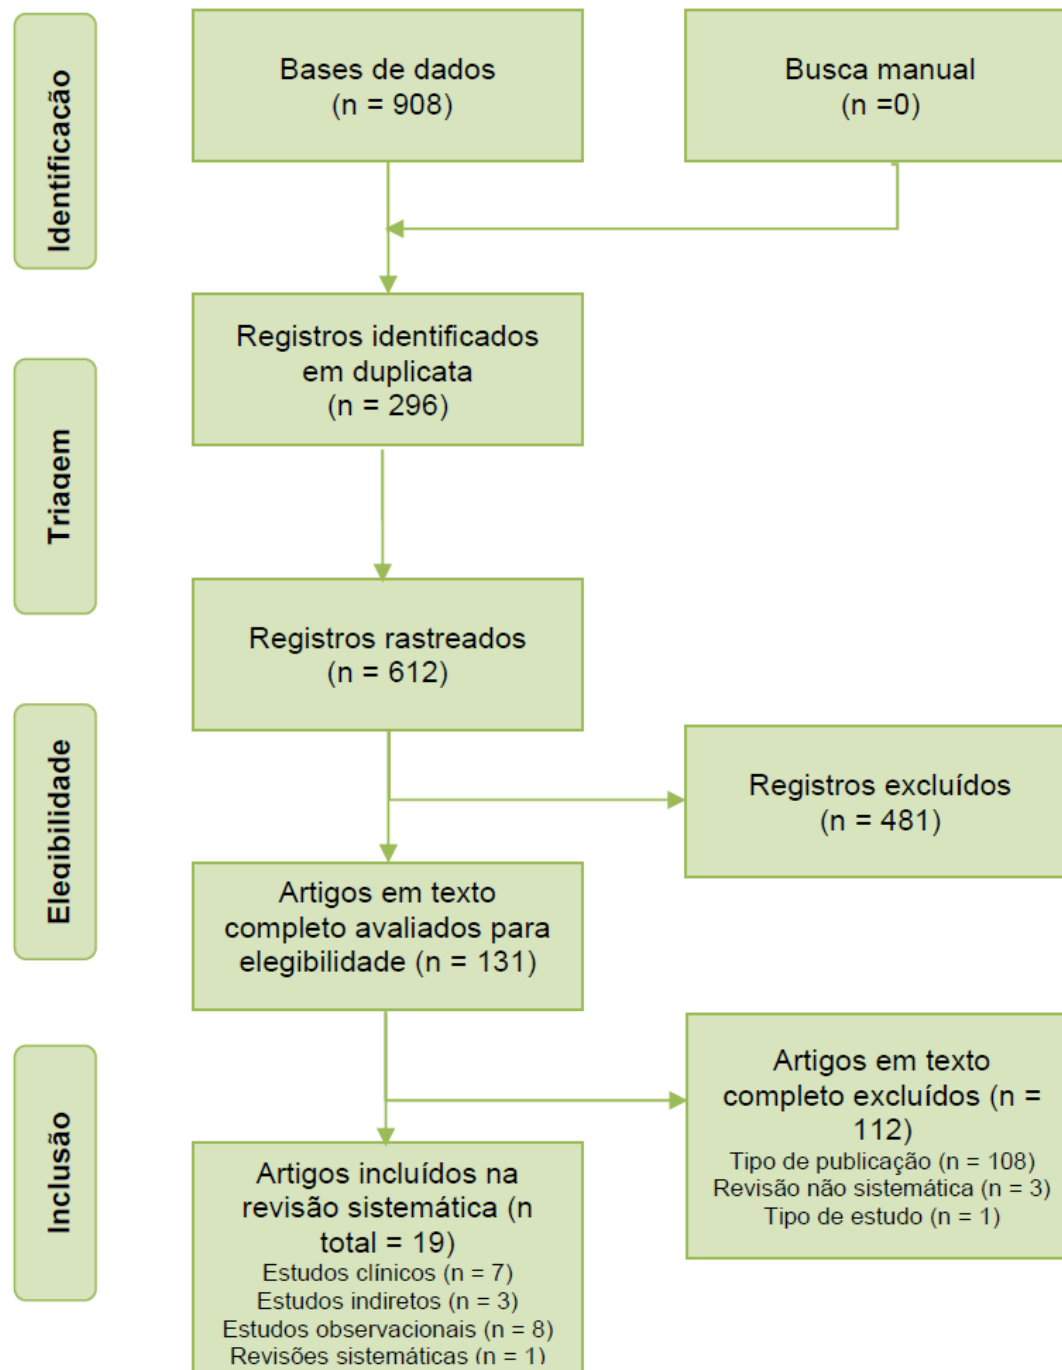 Identificação
Bases de dados
(n = 908)
Busca manual
(n =0)
Triagem
Registros identificados
em duplicata
(n = 296)
Registros rastreados
(n = 612)
Elegibilidade
Registros excluídos
(n = 481)
Artigos em texto
completo avaliados para
elegibilidade (n = 131)
Inclusão
Artigos em texto
completo excluídos (n =
112)
Tipo de publicação (n = 108)
Revisão não sistemática (n = 3)
Tipo de estudo (n = 1)
Artigos incluídos na
revisão sistemática (n
total = 19)
Estudos clínicos (n = 7)
Estudos indiretos (n = 3)
Estudos observacionais (n = 8)
Revisões sistemáticas (n = 1)